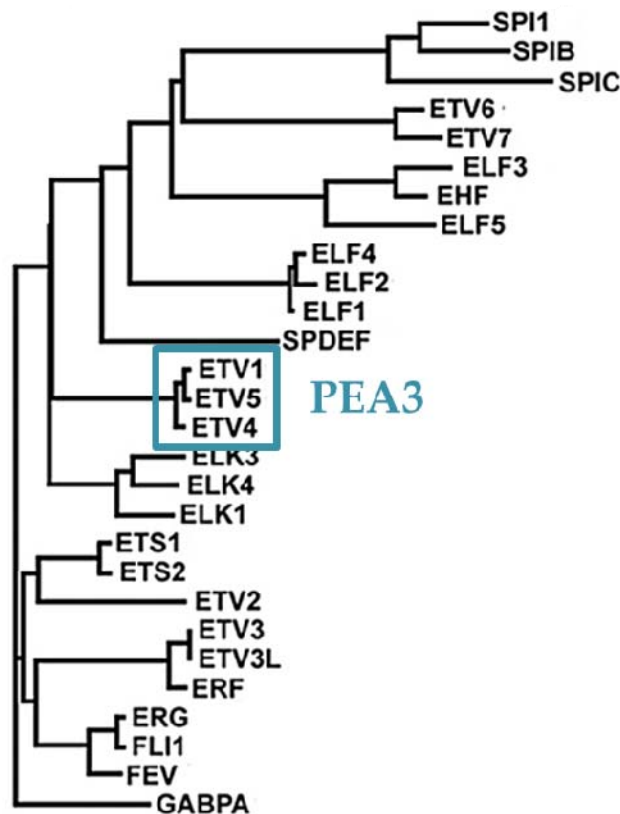 SPI1
SPIB
SPIC
ETV6
ETV7
ELF3
EHF
ELF5
ELF4
ELF2
ELF1
SPDEF
ETV1
ETV5
PEA3
ETV4
ELK3
ELK4
ELK1
ETS1
ETS2
ETV2
ETV3
ETV3L
ERF
ERG
FLI1
FEV
GABPA